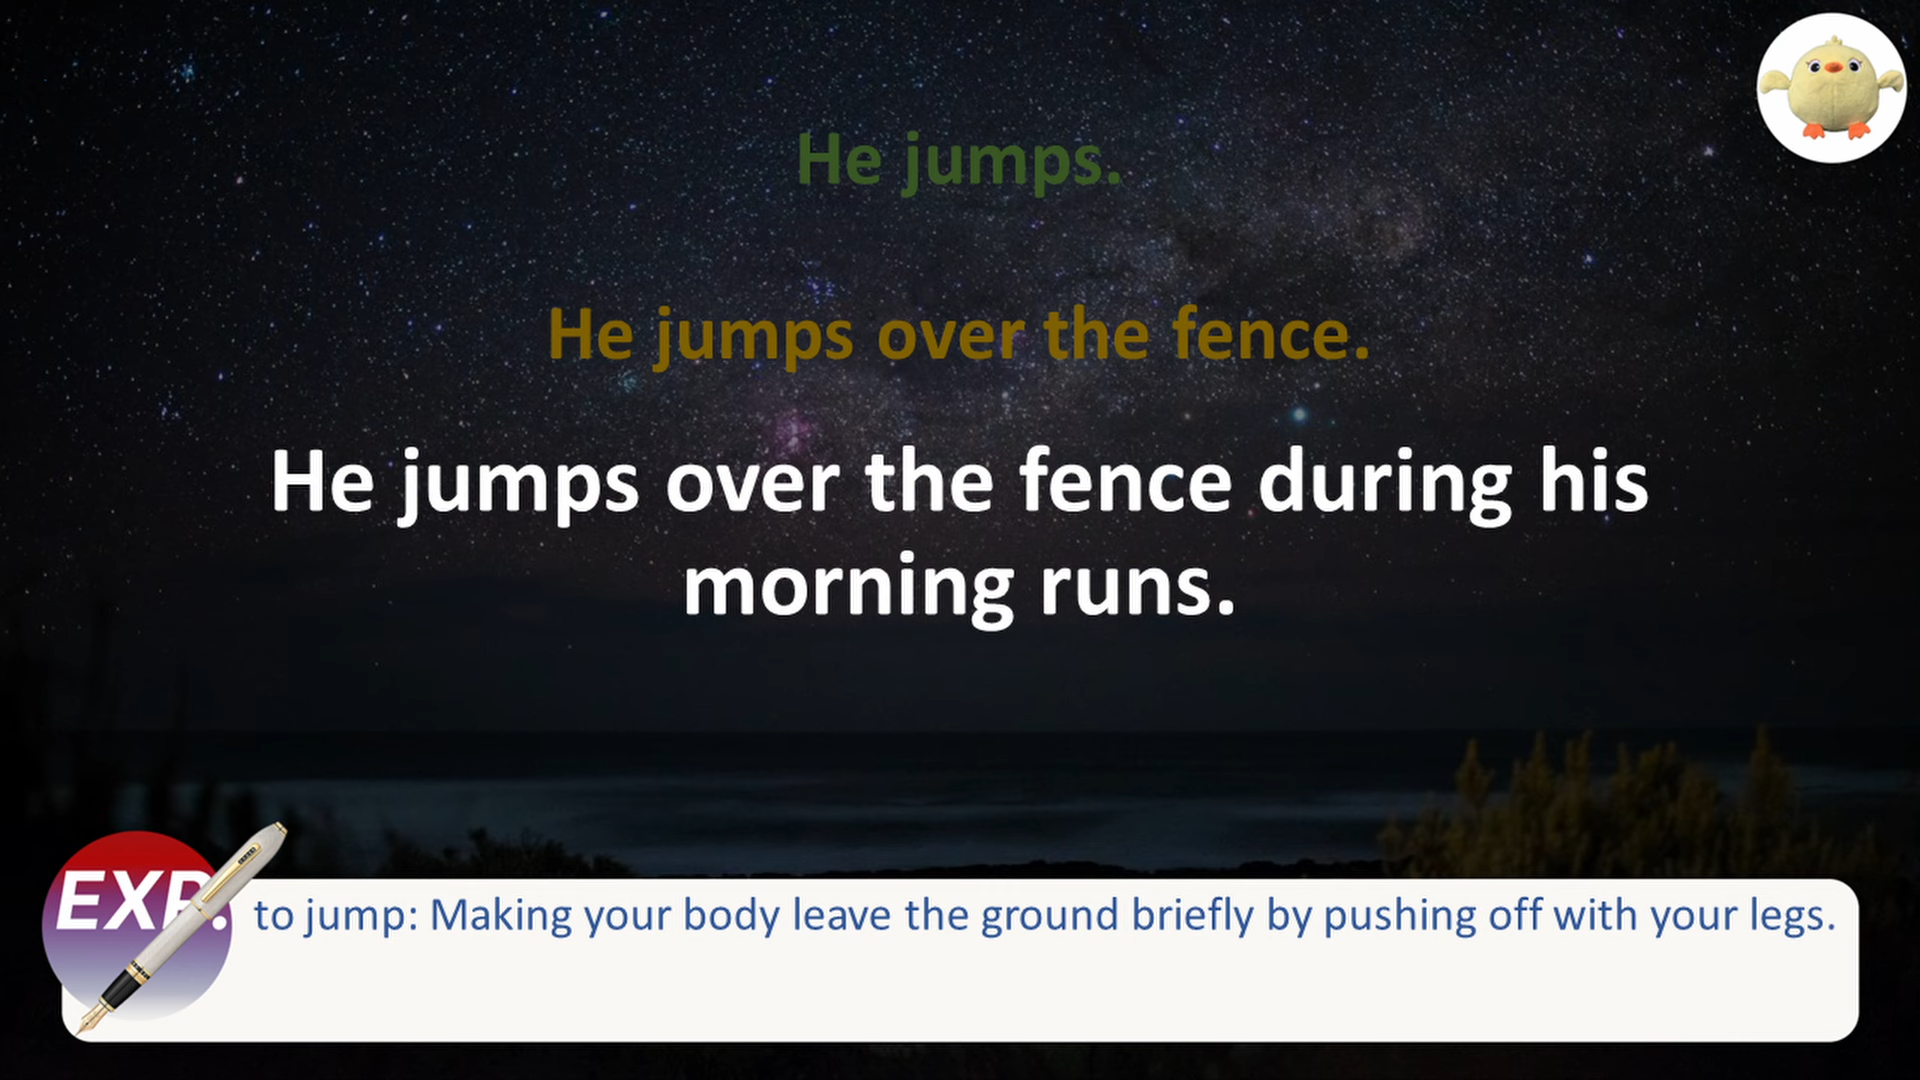 He jumps.
He jumps over the fence.
He jumps over the fence during his
morning runs.
EXP.
to jump: Making your body leave the ground briefly by pushing off with your legs.